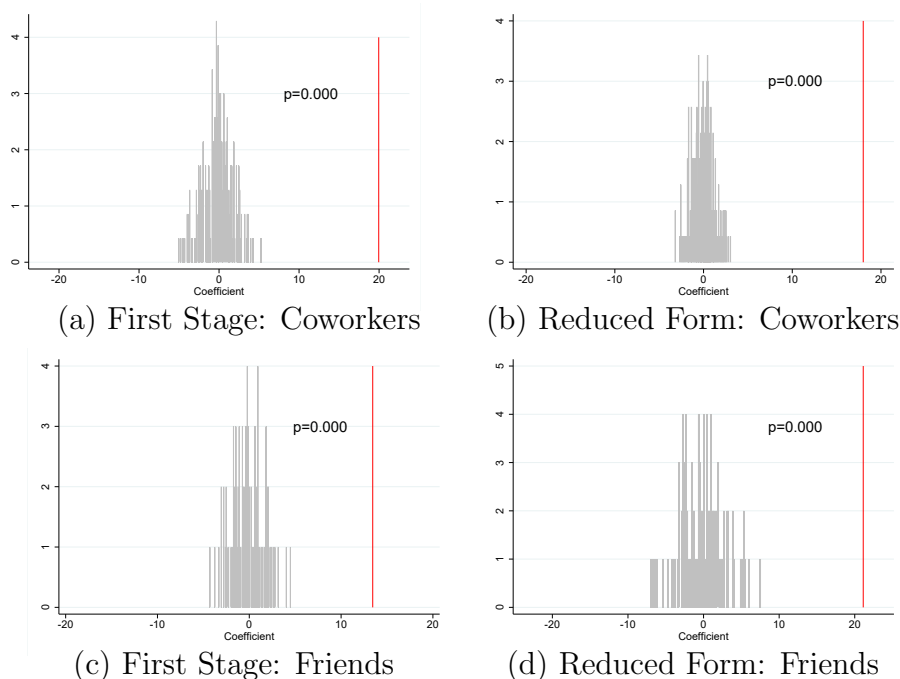 4
3
2
1
0
p=0.000
-20 -10 0 10 20
Coefficient
(a) First Stage: Coworkers
4
3
2
1
0
p=0.000
-20 -10 0 10 20
Coefficient
(b) Reduced Form: Coworkers
4
3
2
1
0
p=0.000
-20 -10 0 10 20
Coefficient
(c) First Stage: Friends
5
4
3
2
1
0
p=0.000
-20 -10 0 10 20
Coefficient
(d) Reduced Form: Friends